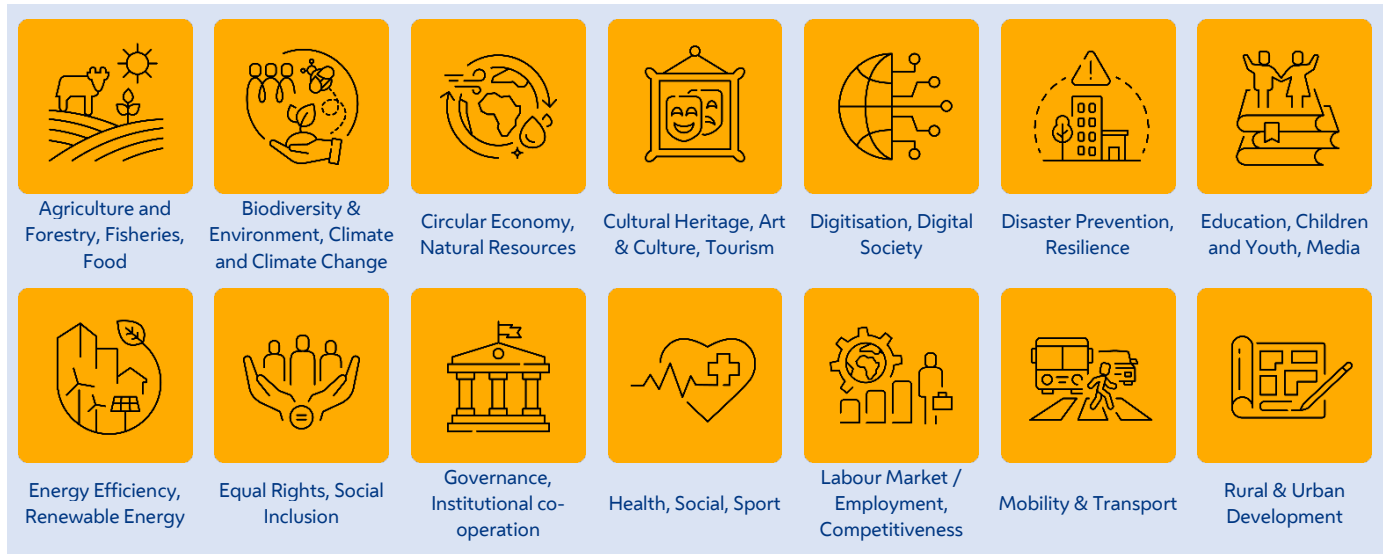 Agriculture and
Forestry, Fisheries,
Food
Biodiversity &
Environment, Climate
and Climate Change
Circular Economy,
Natural Resources
Cultural Heritage, Art
& Culture, Tourism
Digitisation, Digital
Society
Disaster Prevention,
Resilience
Education, Children
and Youth, Media
Energy Efficiency,
Renewable Energy
Equal Rights, Social
Inclusion
Governance,
Institutional co-
operation
Health, Social, Sport
Labour Market /
Employment,
Competitiveness
Mobility & Transport
Rural & Urban
Development